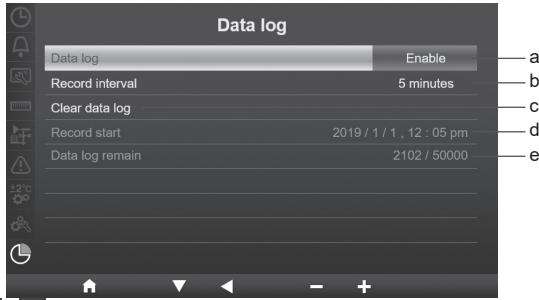 Data log
Data log Enable a
Record interval 5 minutes b
Clear data log c
Record start 2019 / 1 / 1 , 12 : 05 pm d
Data log remain 2102 / 50000 e
±2°C